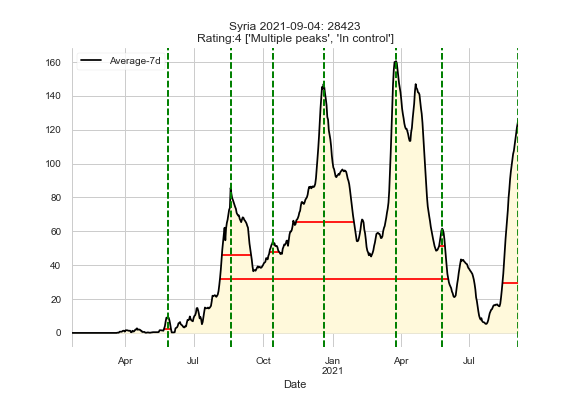 Syria 2021-09-04: 28423
Rating:4 ['Multiple peaks', 'In control']
Average-7d
160
140
120
100
80
60
40
20
0
Apr Jul Oct Jan Apr Jul
2021
Date